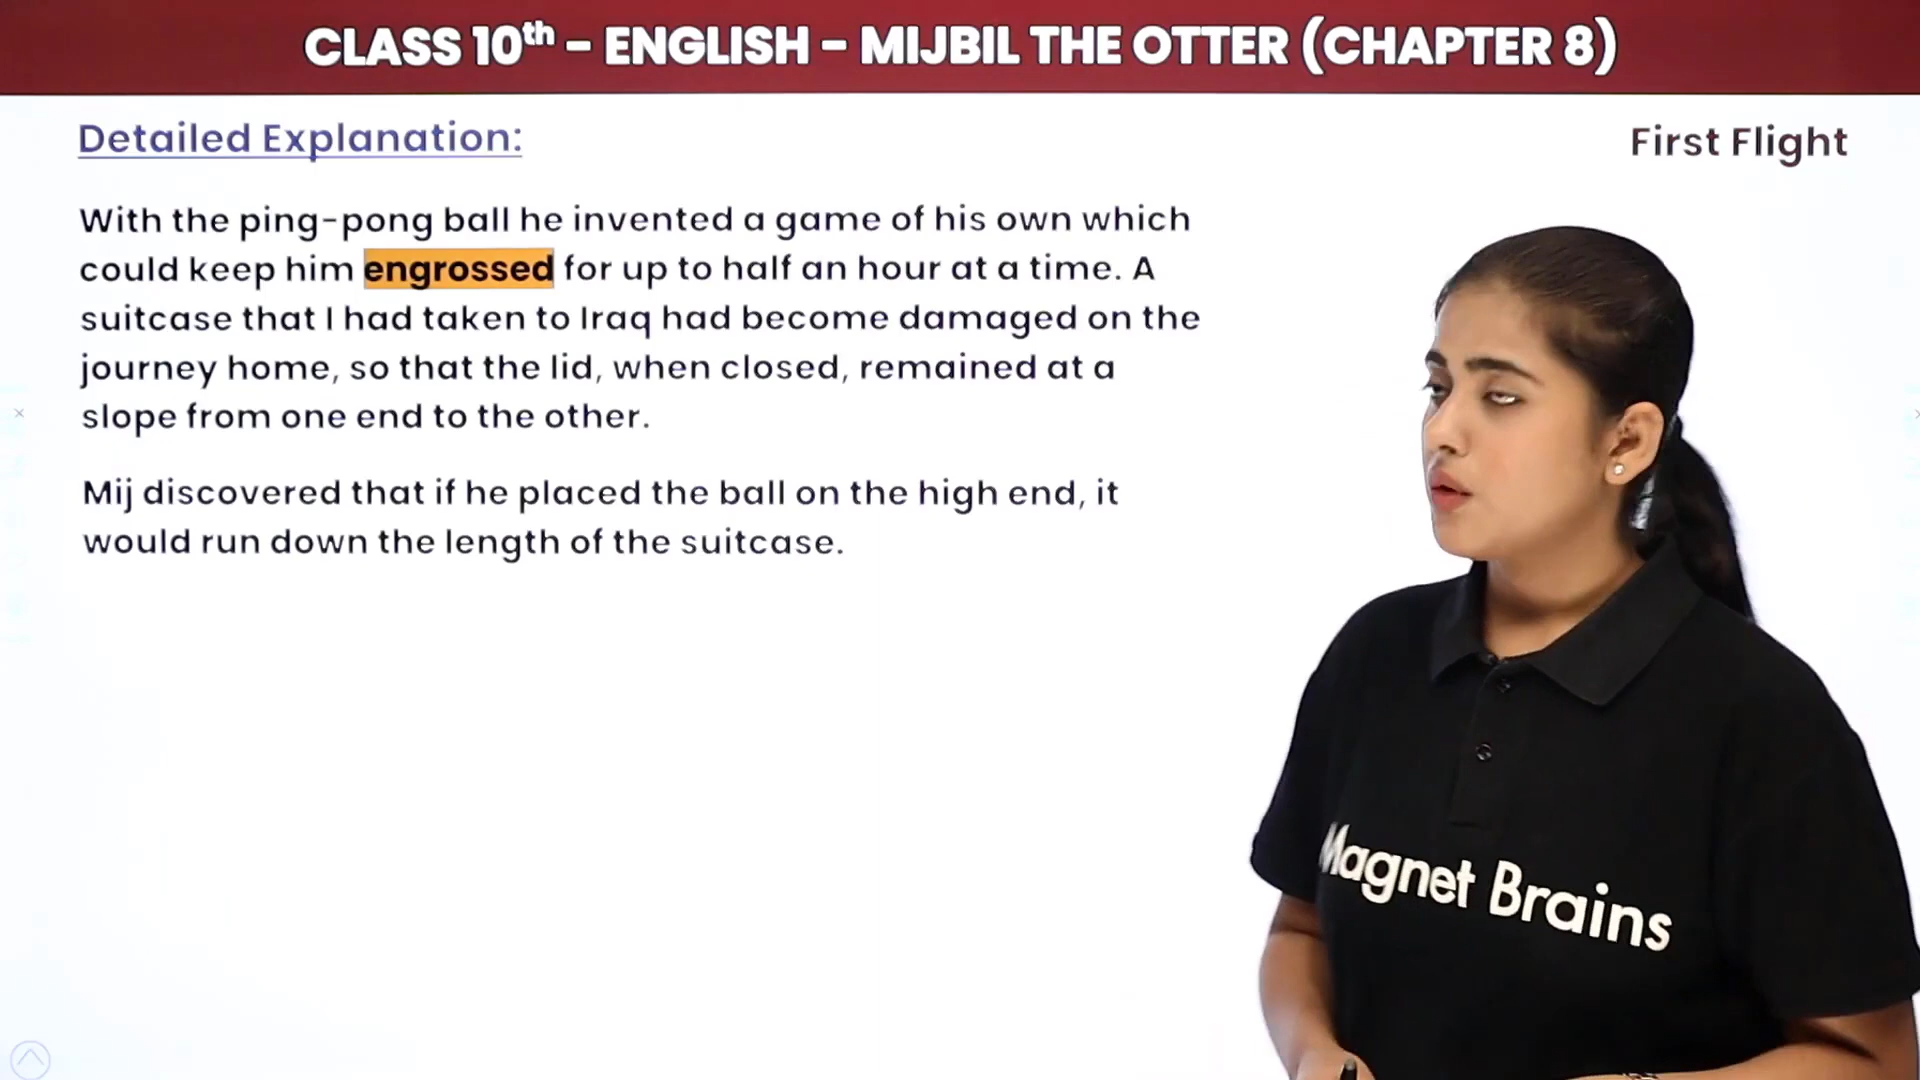 CLASS 10th – ENGLISH – MIJBIL THE OTTER (CHAPTER 8)
Detailed Explanation:
First Flight
With the ping-pong ball he invented a game of his own which
could keep him engrossed for up to half an hour at a time. A
suitcase that I had taken to Iraq had become damaged on the
journey home, so that the lid, when closed, remained at a
slope from one end to the other.
Mij discovered that if he placed the ball on the high end, it
would run down the length of the suitcase.
Magnet Brains